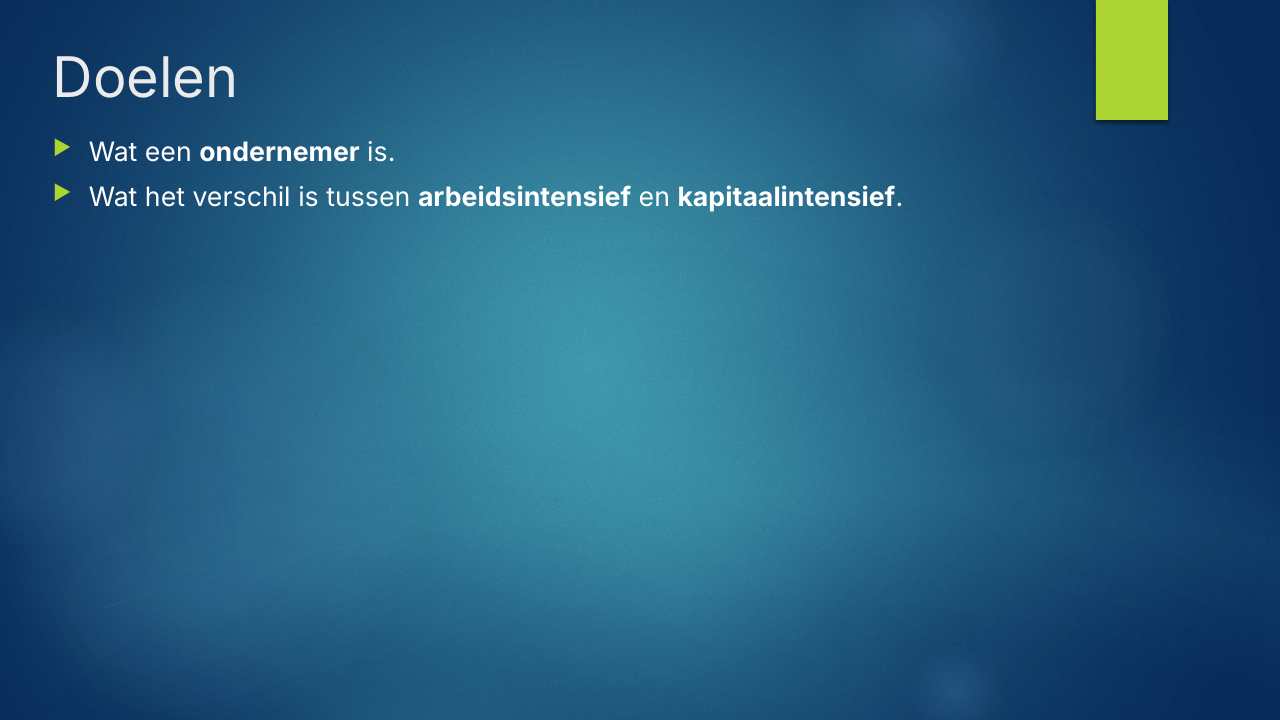 Doelen
Wat een ondernemer is.
Wat het verschil is tussen arbeidsintensief en kapitaalintensief.